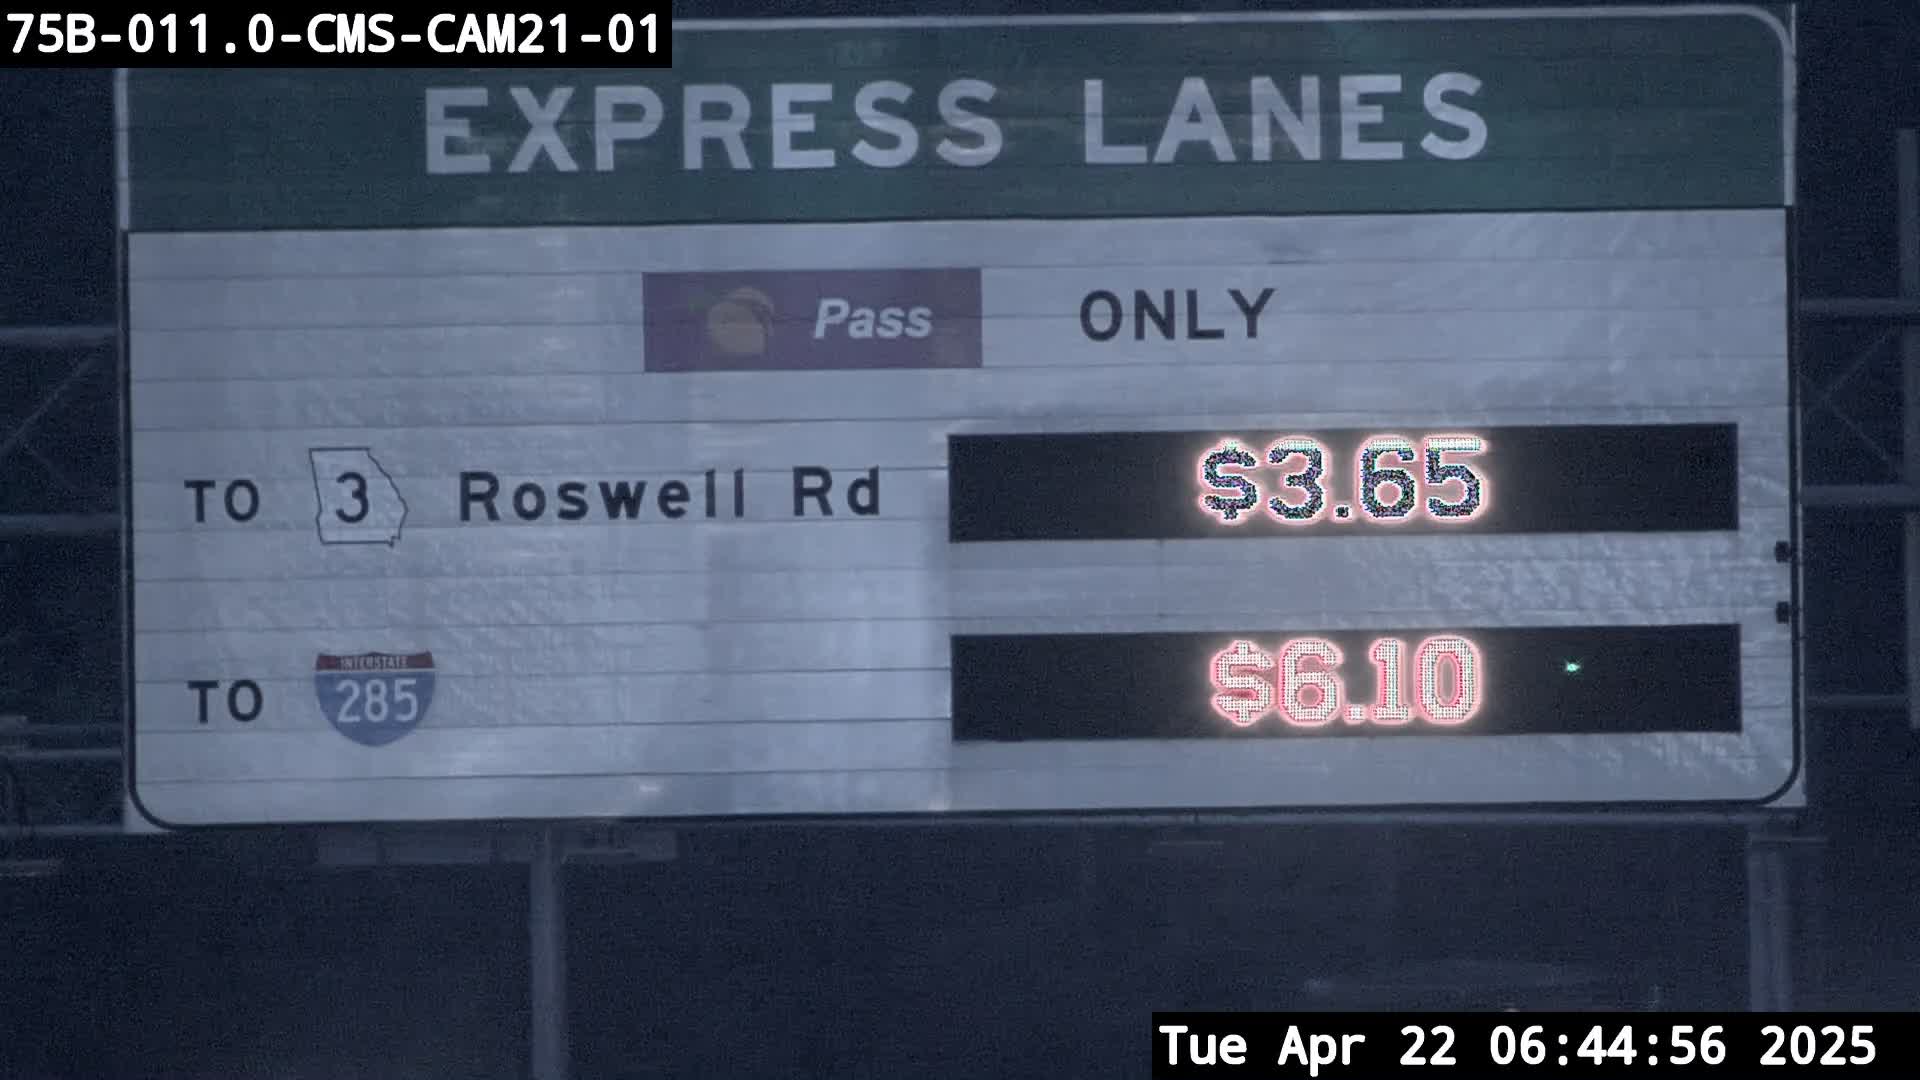 75B-011.0-CMS-CAM21-01
EXPRESS LANES
Pass ONLY
TO 3 Roswell Rd $3.65
TO INTERSTATE 285 $6.10
Tue Apr 22 06:44:56 2025